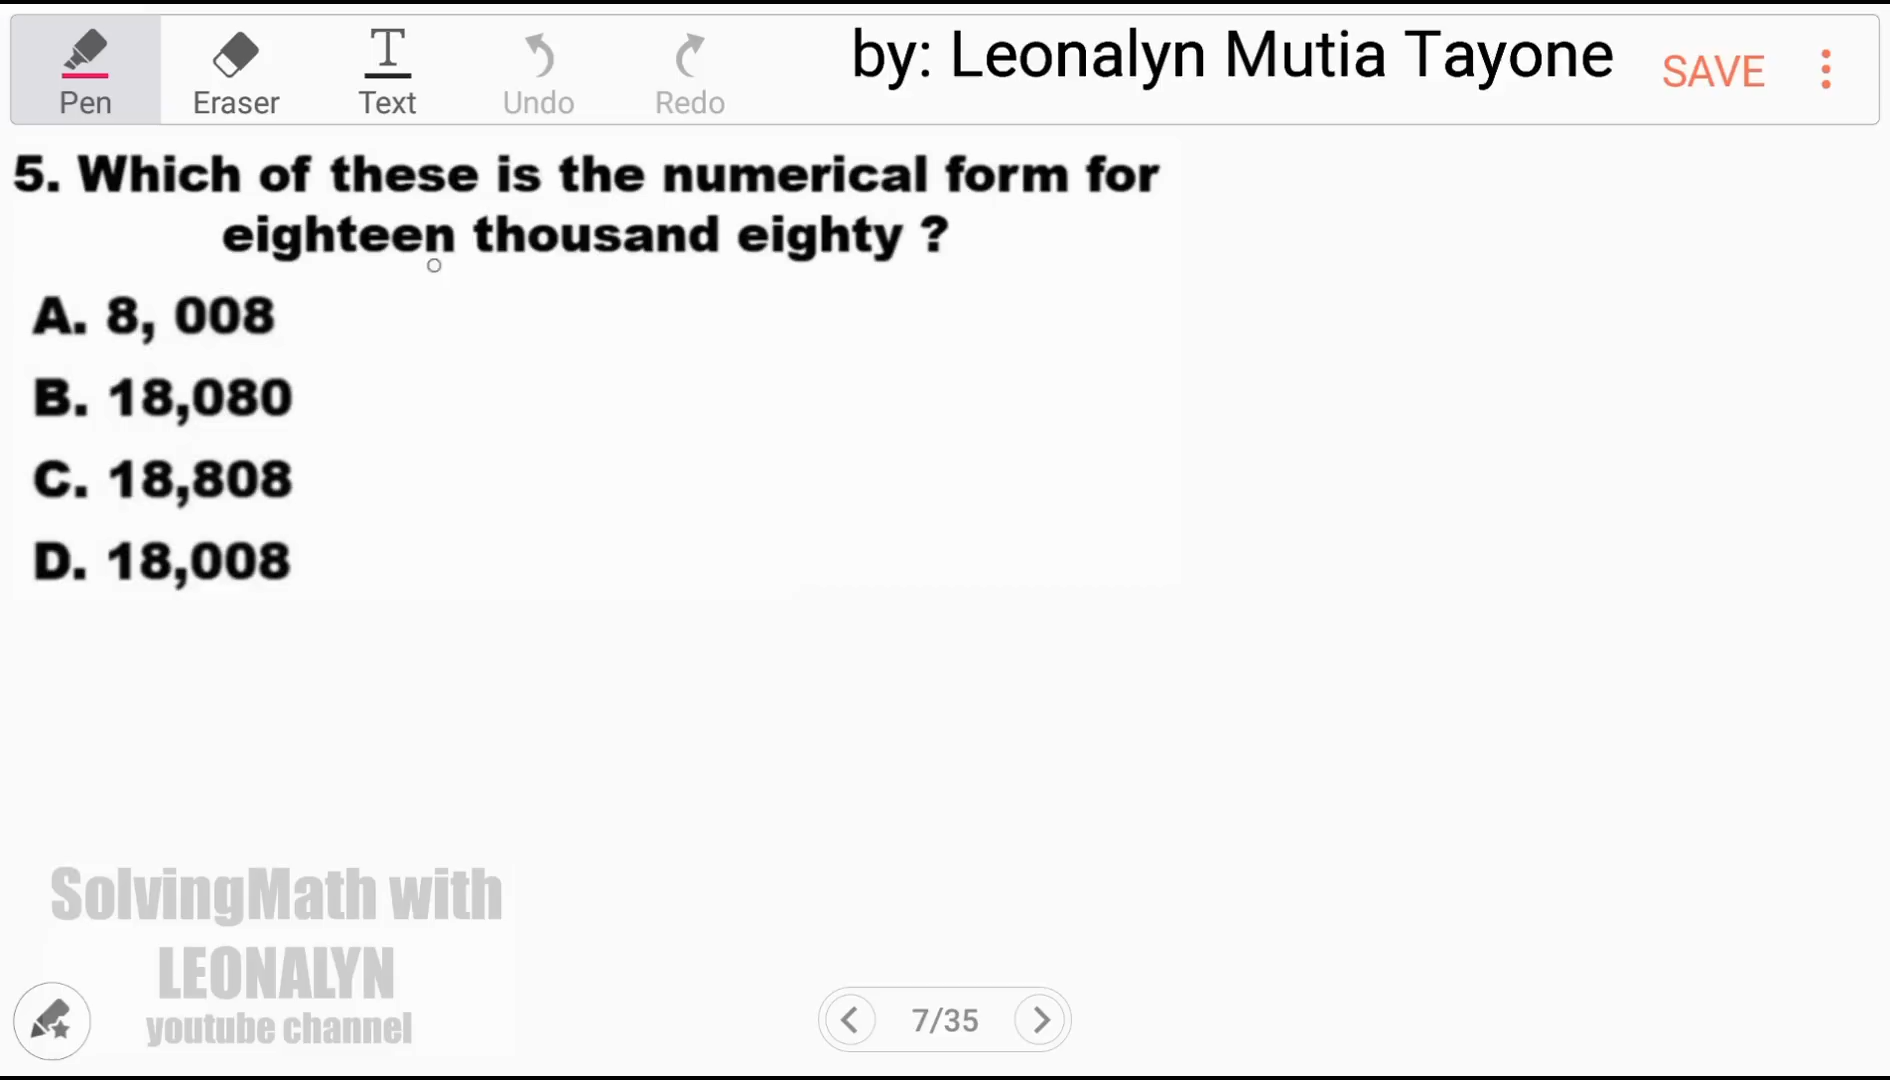 Pen
Eraser
Text
Undo
Redo
by: Leonalyn Mutia Tayone
SAVE
5. Which of these is the numerical form for
eighteen thousand eighty ?
A. 8, 008
B. 18,080
C. 18,808
D. 18,008
SolvingMath with
LEONALYN
youtube channel
7/35